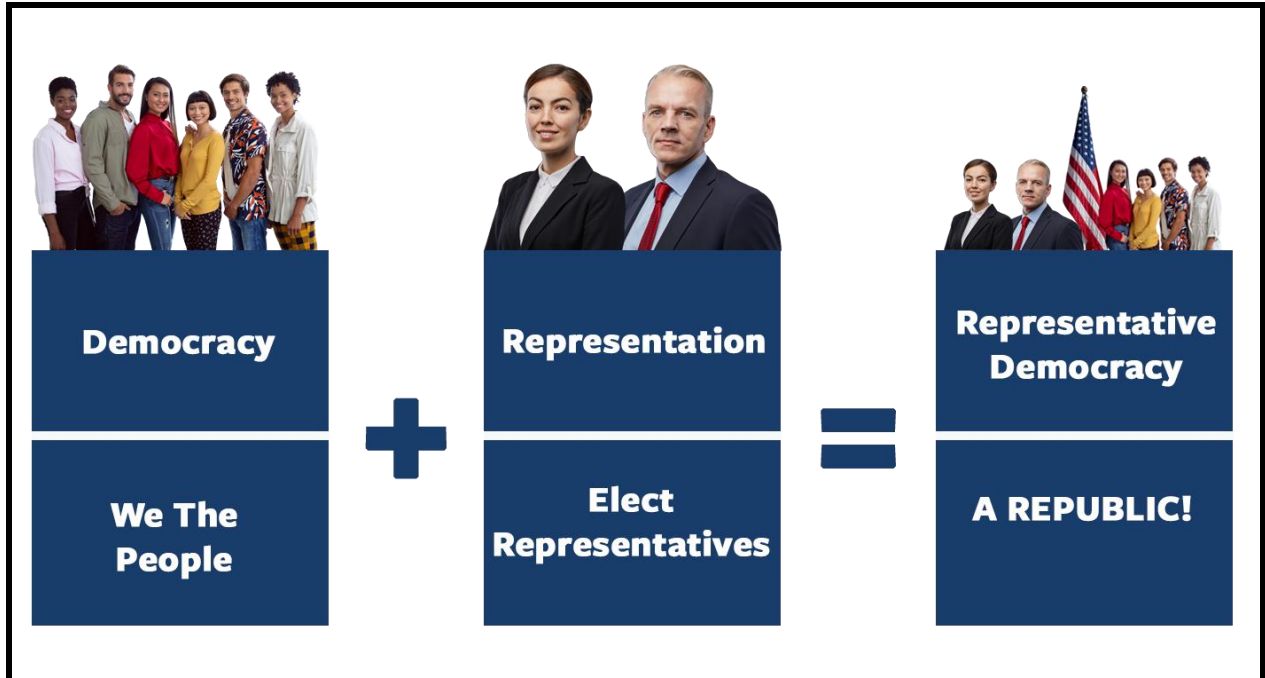 Democracy
We The
People
+
Representation
Elect
Representatives
=
Representative
Democracy
A REPUBLIC!